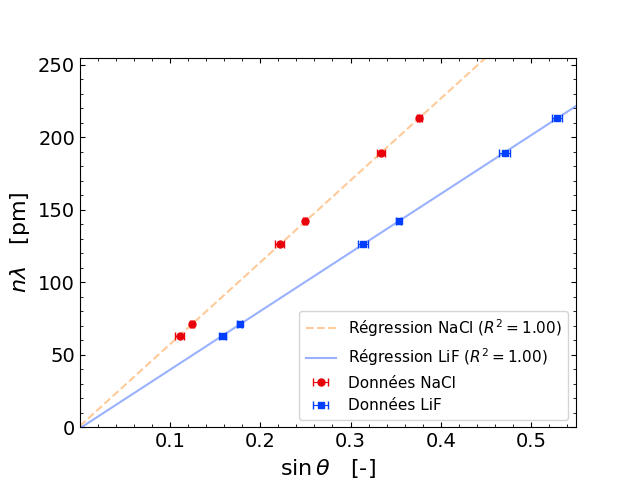 250
200
150
100
50
0
nλ [pm]
0.1 0.2 0.3 0.4 0.5
sin θ [-]
Régression NaCl (R² = 1.00)
Régression LiF (R² = 1.00)
Données NaCl
Données LiF